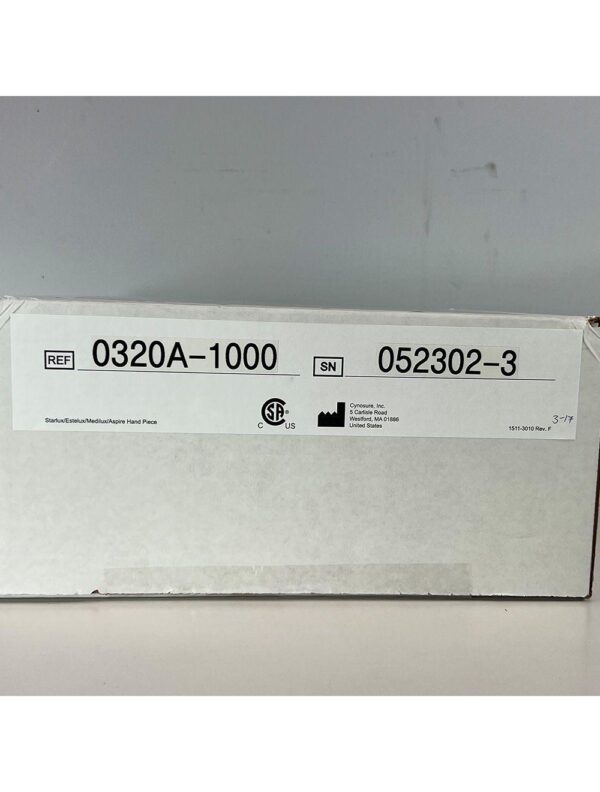 REF 0320A-1000 SN 052302-3
Starlux/Estelux/Medilux/Aspire Hand Piece
C SA ® US
Cynosure, Inc.
5 Carlisle Road
Westford, MA 01886
United States
3-17
1511-3010 Rev. F